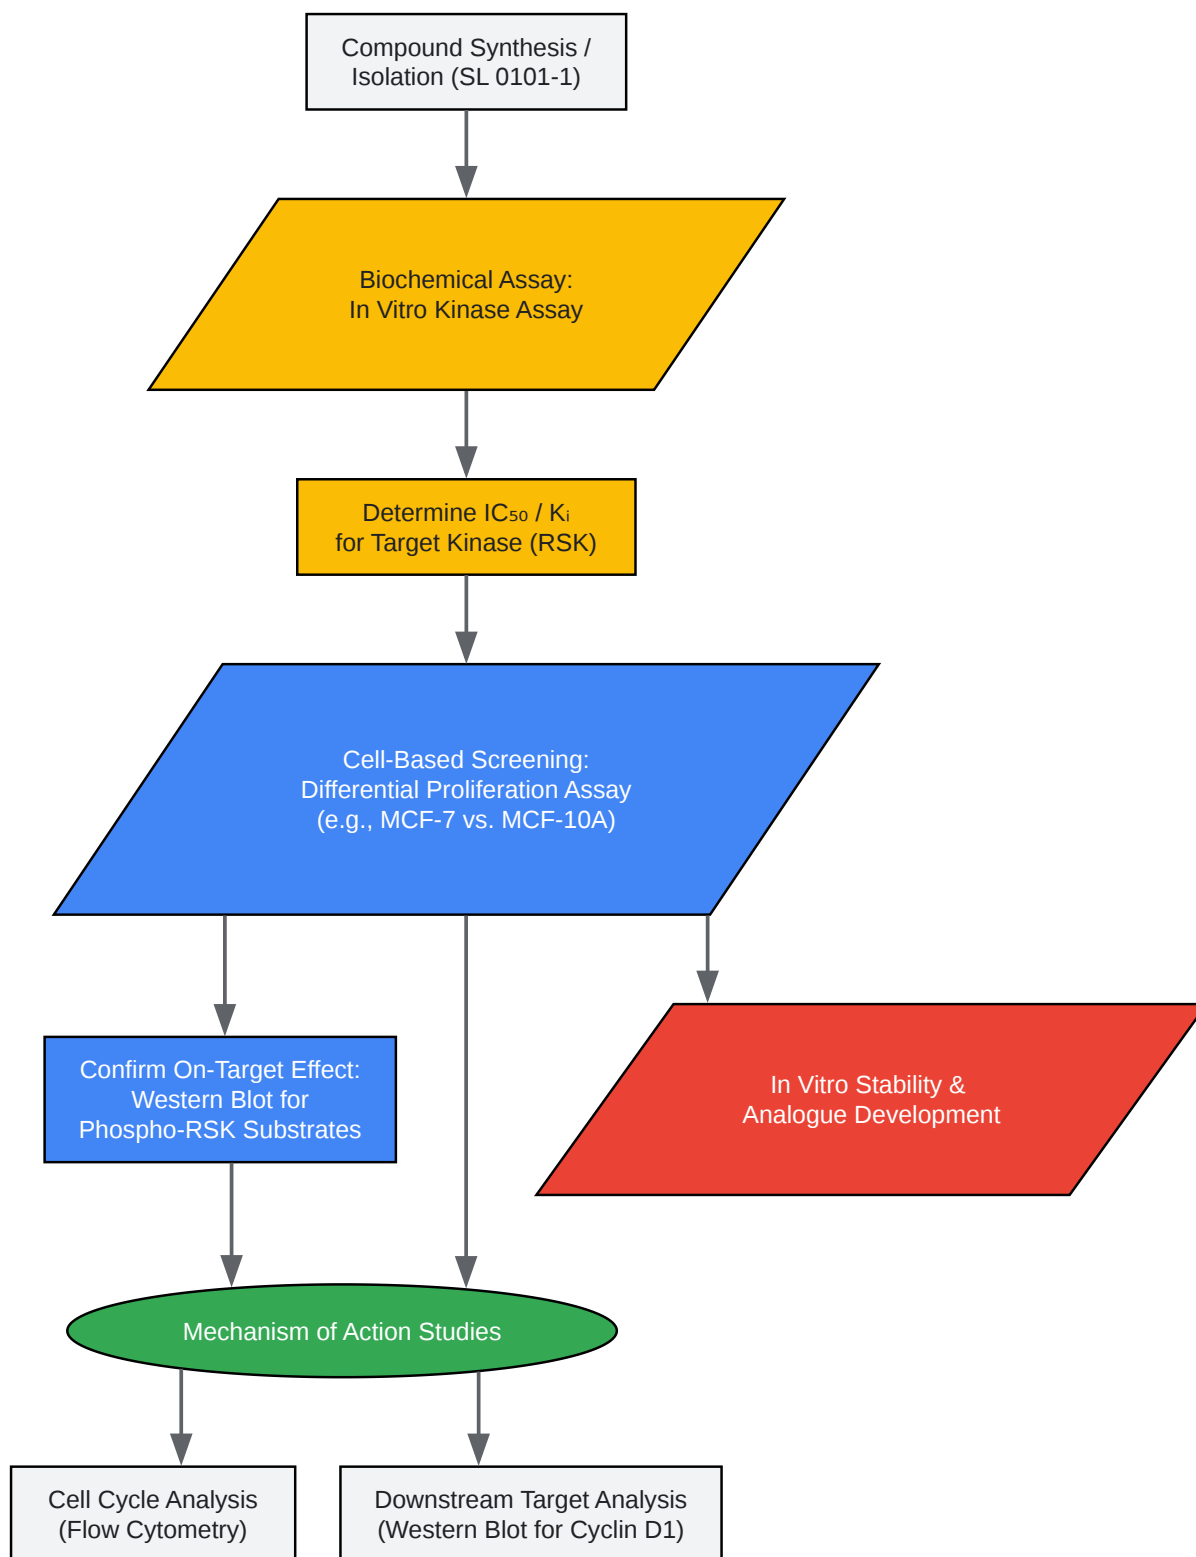 Compound Synthesis /
Isolation (SL 0101-1)
Biochemical Assay:
In Vitro Kinase Assay
Determine IC₅₀ / Kᵢ
for Target Kinase (RSK)
Cell-Based Screening:
Differential Proliferation Assay
(e.g., MCF-7 vs. MCF-10A)
Confirm On-Target Effect:
Western Blot for
Phospho-RSK Substrates
In Vitro Stability &
Analogue Development
Mechanism of Action Studies
Cell Cycle Analysis
(Flow Cytometry)
Downstream Target Analysis
(Western Blot for Cyclin D1)